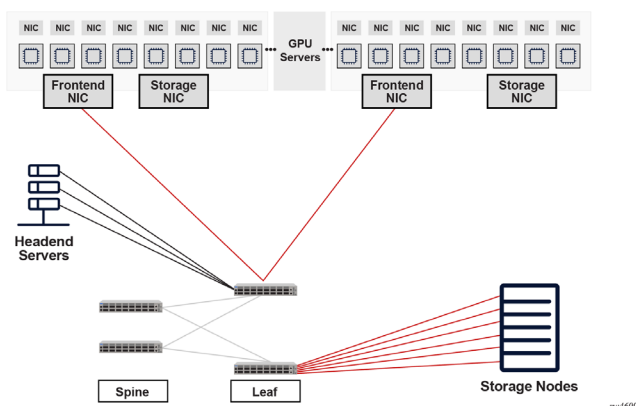 NIC NIC NIC NIC NIC NIC NIC NIC
NIC NIC NIC NIC NIC NIC NIC NIC
GPU
Servers
Frontend
NIC
Storage
NIC
Frontend
NIC
Storage
NIC
Headend
Servers
Spine
Leaf
Storage Nodes